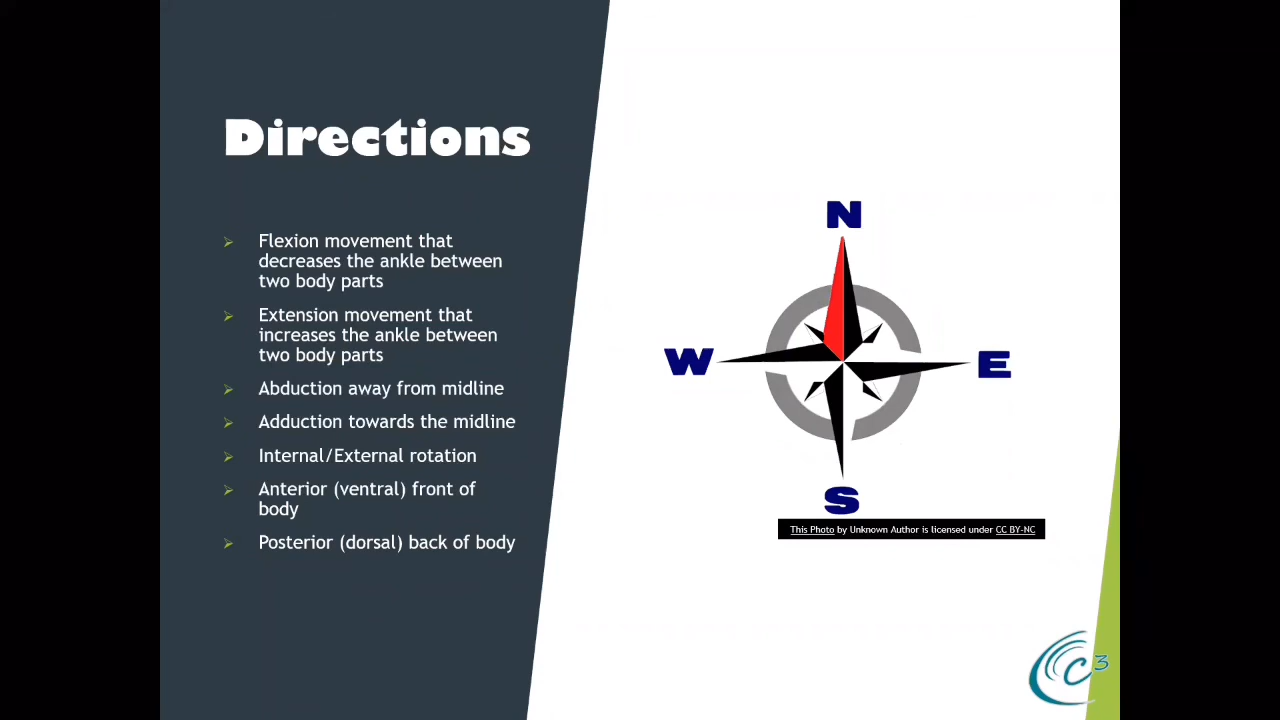 Directions
Flexion movement that
decreases the ankle between
two body parts
Extension movement that
increases the ankle between
two body parts
Abduction away from midline
Adduction towards the midline
Internal/External rotation
Anterior (ventral) front of
body
Posterior (dorsal) back of body
N
W
E
S
This Photo by Unknown Author is licensed under CC BY-NC
C 3